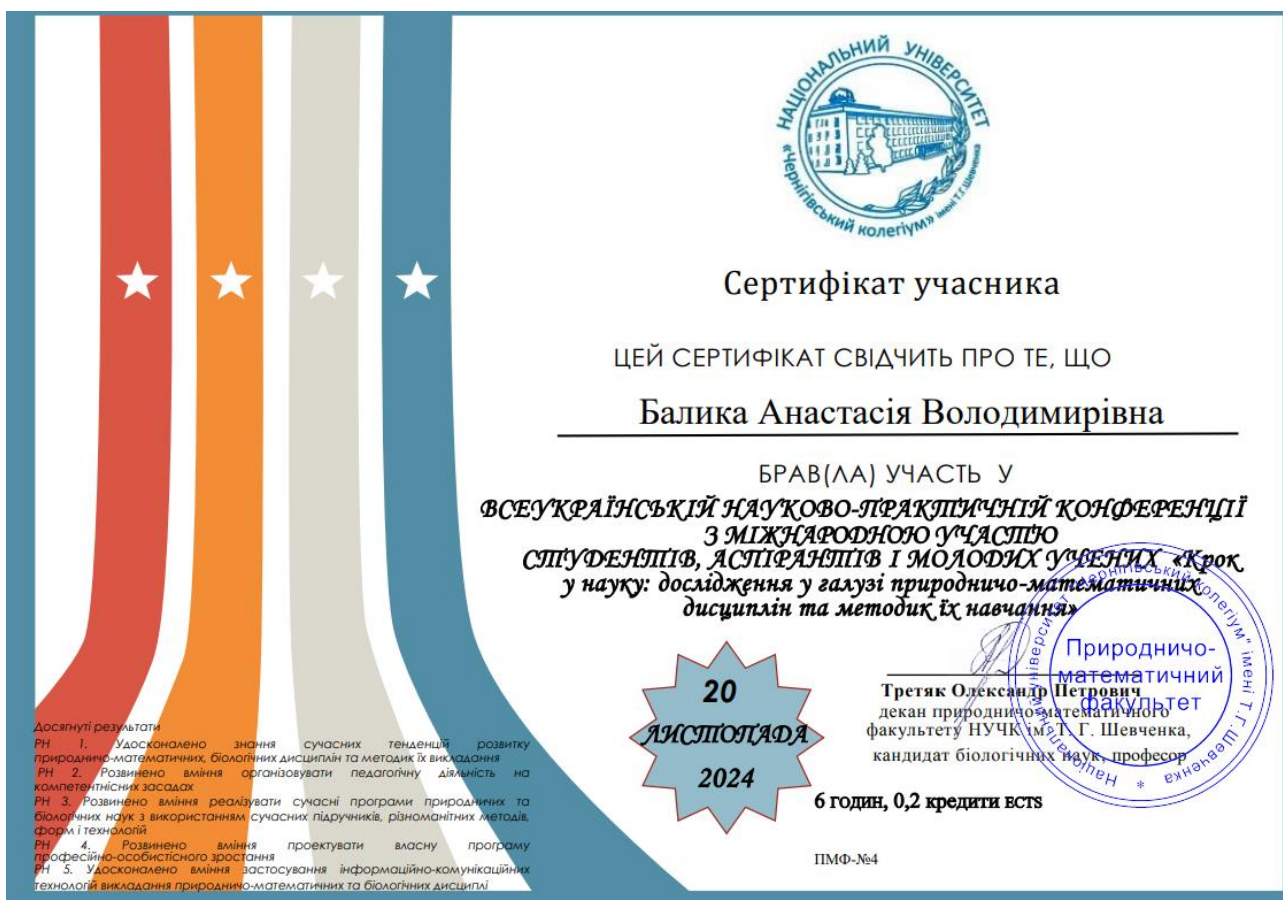 НАЦІОНАЛЬНИЙ УНІВЕРСИТЕТ
«Чернігівський колегіум» імені Т.Г.Шевченка
Сертифікат учасника
ЦЕЙ СЕРТИФІКАТ СВІДЧИТЬ ПРО ТЕ, ЩО
Балика Анастасія Володимирівна
БРАВ(ЛА) УЧАСТЬ У
ВСЕУКРАЇНСЬКІЙ НАУКОВО-ПРАКТИЧНІЙ КОНФЕРЕНЦІЇ
З МІЖНАРОДНОЮ УЧАСТЮ
СТУДЕНТІВ, АСПІРАНТІВ І МОЛОДИХ УЧЕНИХ «Крок
у науку: дослідження у галузі природничо-математичних
дисциплін та методик їх навчання»
20
ЛИСТОПАДА
2024
Третяк Олександр Петрович
декан природничо-математичного
факультету НУЧК ім. Т. Г. Шевченка,
кандидат біологічних наук, професор
6 годин, 0,2 кредити ECTS
ПМФ-№4
Національний університет "Чернігівський колегіум" імені Т.Г.Шевченка *
Природничо-
математичний
факультет
Досягнуті результати
РН 1. Удосконалено знання сучасних тенденцій розвитку
природничо-математичних, біологічних дисциплін та методик їх викладання
РН 2. Розвинено вміння організовувати педагогічну діяльність на
компетентнісних засадах
РН 3. Розвинено вміння реалізувати сучасні програми природничих та
біологічних наук з використанням сучасних підручників, різноманітних методів,
форм і технологій
РН 4. Розвинено вміння проектувати власну програму
професійно-особистісного зростання
РН 5. Удосконалено вміння застосування інформаційно-комунікаційних
технологій викладання природничо-математичних та біологічних дисциплі